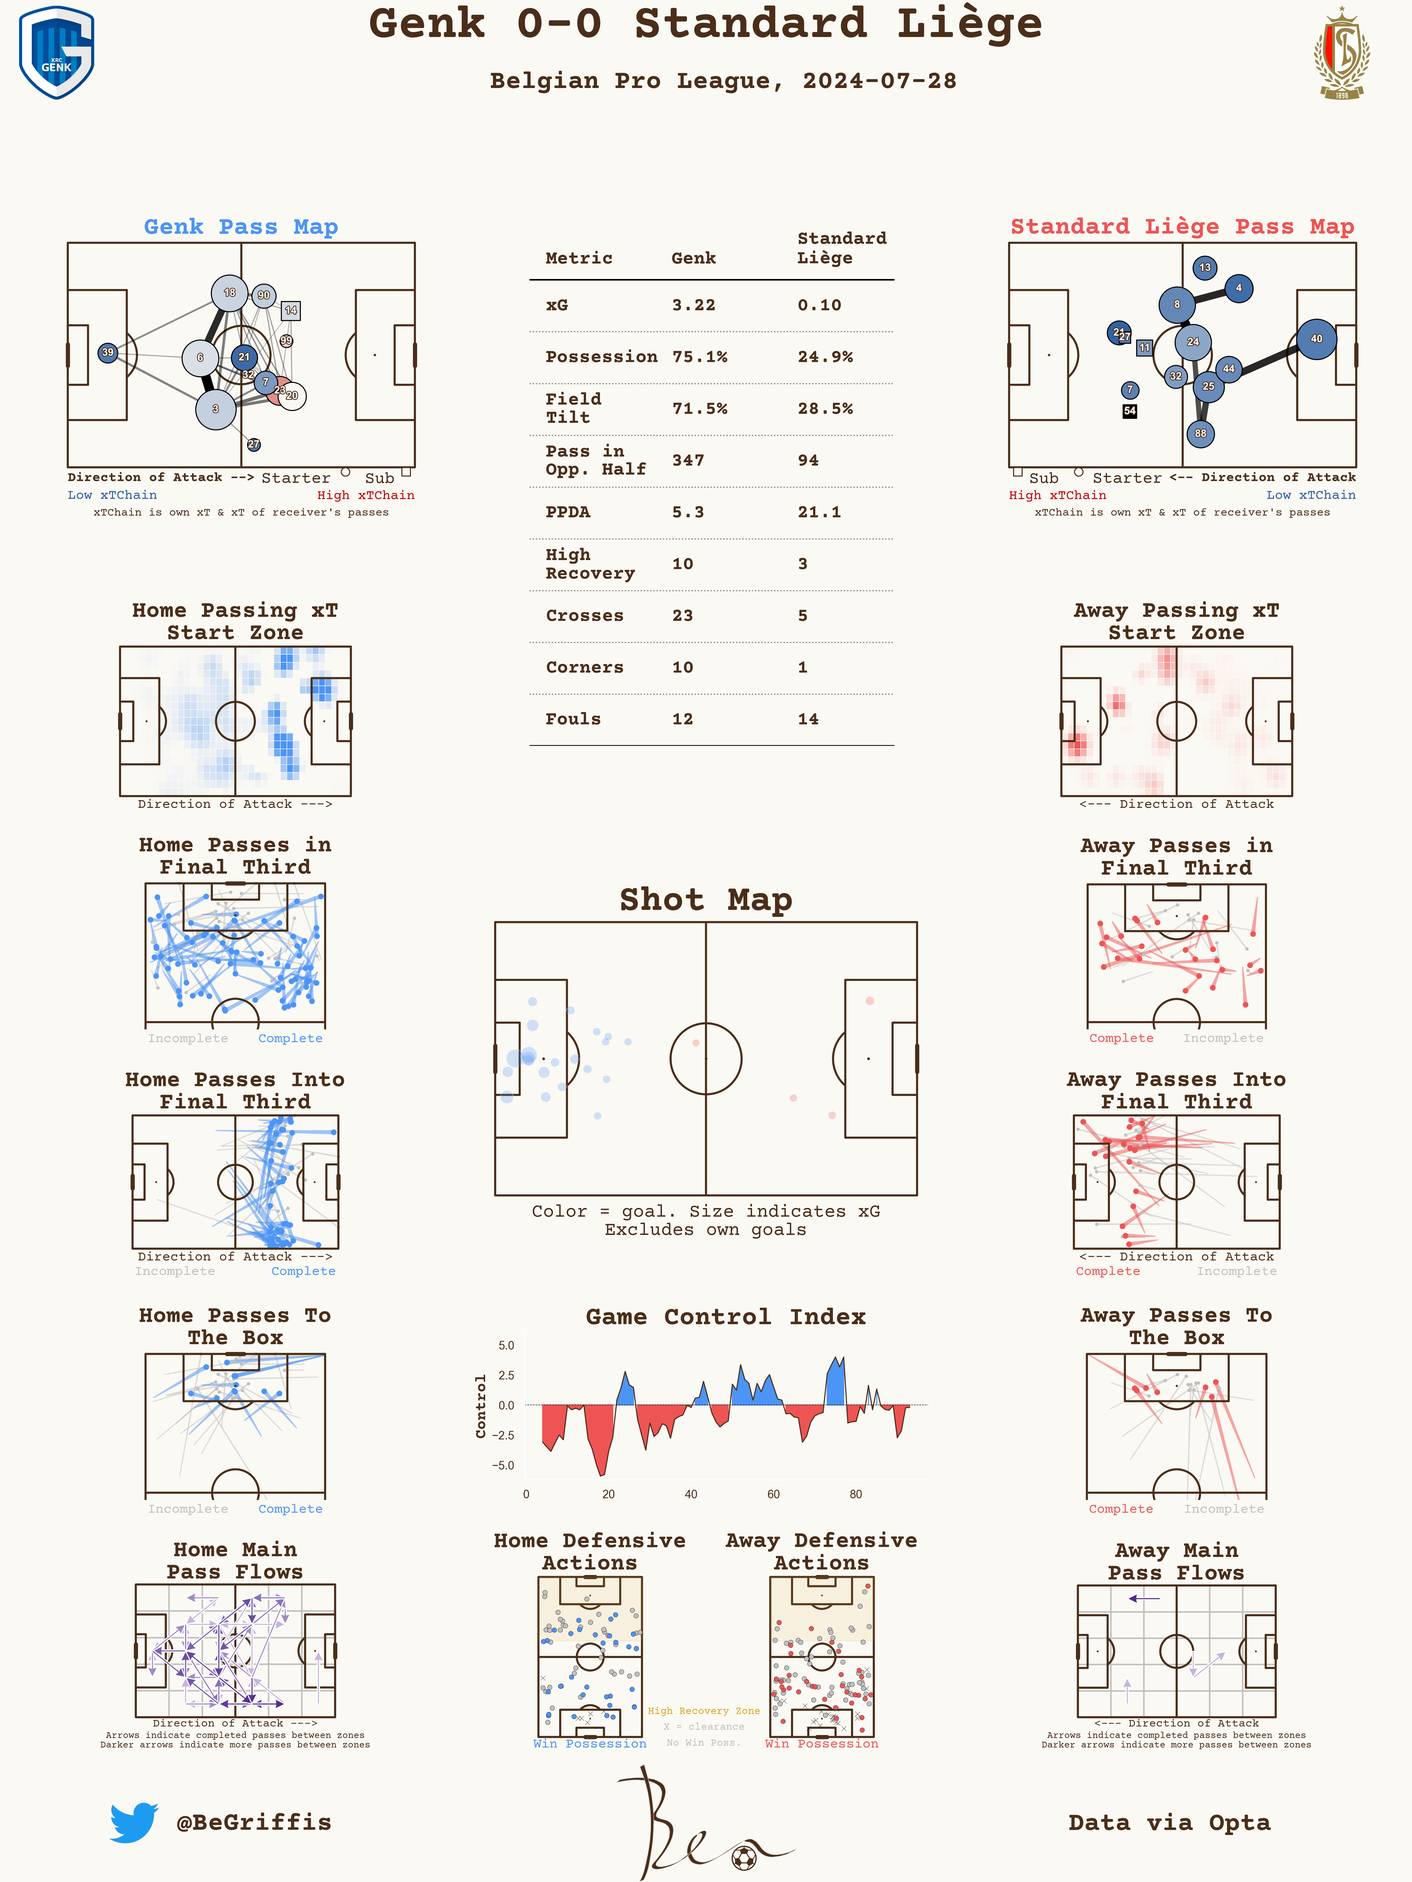 Genk 0-0 Standard Liège
Belgian Pro League, 2024-07-28
KRC
GENK
1898
Genk Pass Map
39
18
90
14
6
21
99
32
7
23
20
3
27
Direction of Attack --> Starter Sub
Low xTChain High xTChain
xTChain is own xT & xT of receiver's passes
Metric Genk Standard Liège
xG 3.22 0.10
Possession 75.1% 24.9%
Field Tilt 71.5% 28.5%
Pass in Opp. Half 347 94
PPDA 5.3 21.1
High Recovery 10 3
Crosses 23 5
Corners 10 1
Fouls 12 14
Standard Liège Pass Map
13
4
8
21
27
11
24
40
32
44
25
7
54
88
Sub Starter <-- Direction of Attack
High xTChain Low xTChain
xTChain is own xT & xT of receiver's passes
Home Passing xT
Start Zone
Direction of Attack --->
Away Passing xT
Start Zone
<--- Direction of Attack
Home Passes in
Final Third
Incomplete Complete
Shot Map
Color = goal. Size indicates xG
Excludes own goals
Away Passes in
Final Third
Complete Incomplete
Home Passes Into
Final Third
Direction of Attack --->
Incomplete Complete
Away Passes Into
Final Third
<--- Direction of Attack
Complete Incomplete
Home Passes To
The Box
Incomplete Complete
Game Control Index
Control
5.0
2.5
0.0
−2.5
−5.0
0 20 40 60 80
Away Passes To
The Box
Complete Incomplete
Home Main
Pass Flows
Direction of Attack --->
Arrows indicate completed passes between zones
Darker arrows indicate more passes between zones
Home Defensive
Actions
Win Possession
High Recovery Zone
X = clearance
No Win Poss.
Away Defensive
Actions
Win Possession
Away Main
Pass Flows
<--- Direction of Attack
Arrows indicate completed passes between zones
Darker arrows indicate more passes between zones
@BeGriffis
Ben
Data via Opta